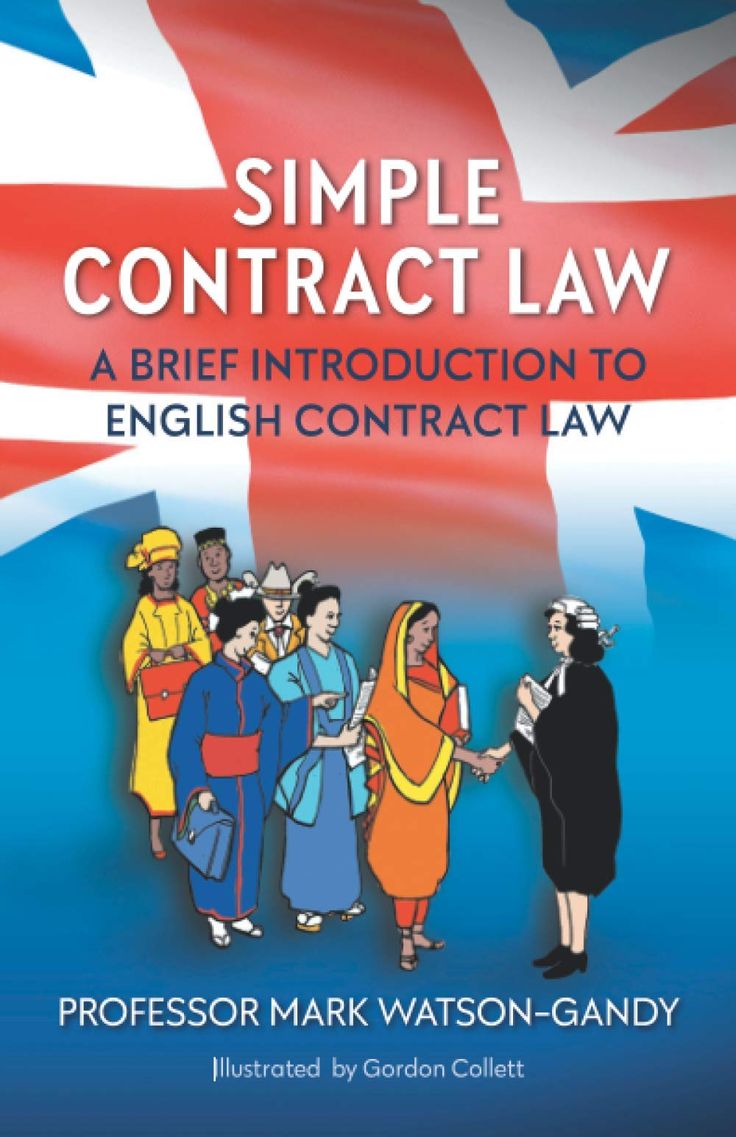 SIMPLE
CONTRACT LAW
A BRIEF INTRODUCTION TO
ENGLISH CONTRACT LAW
PROFESSOR MARK WATSON-GANDY
Illustrated by Gordon Collett